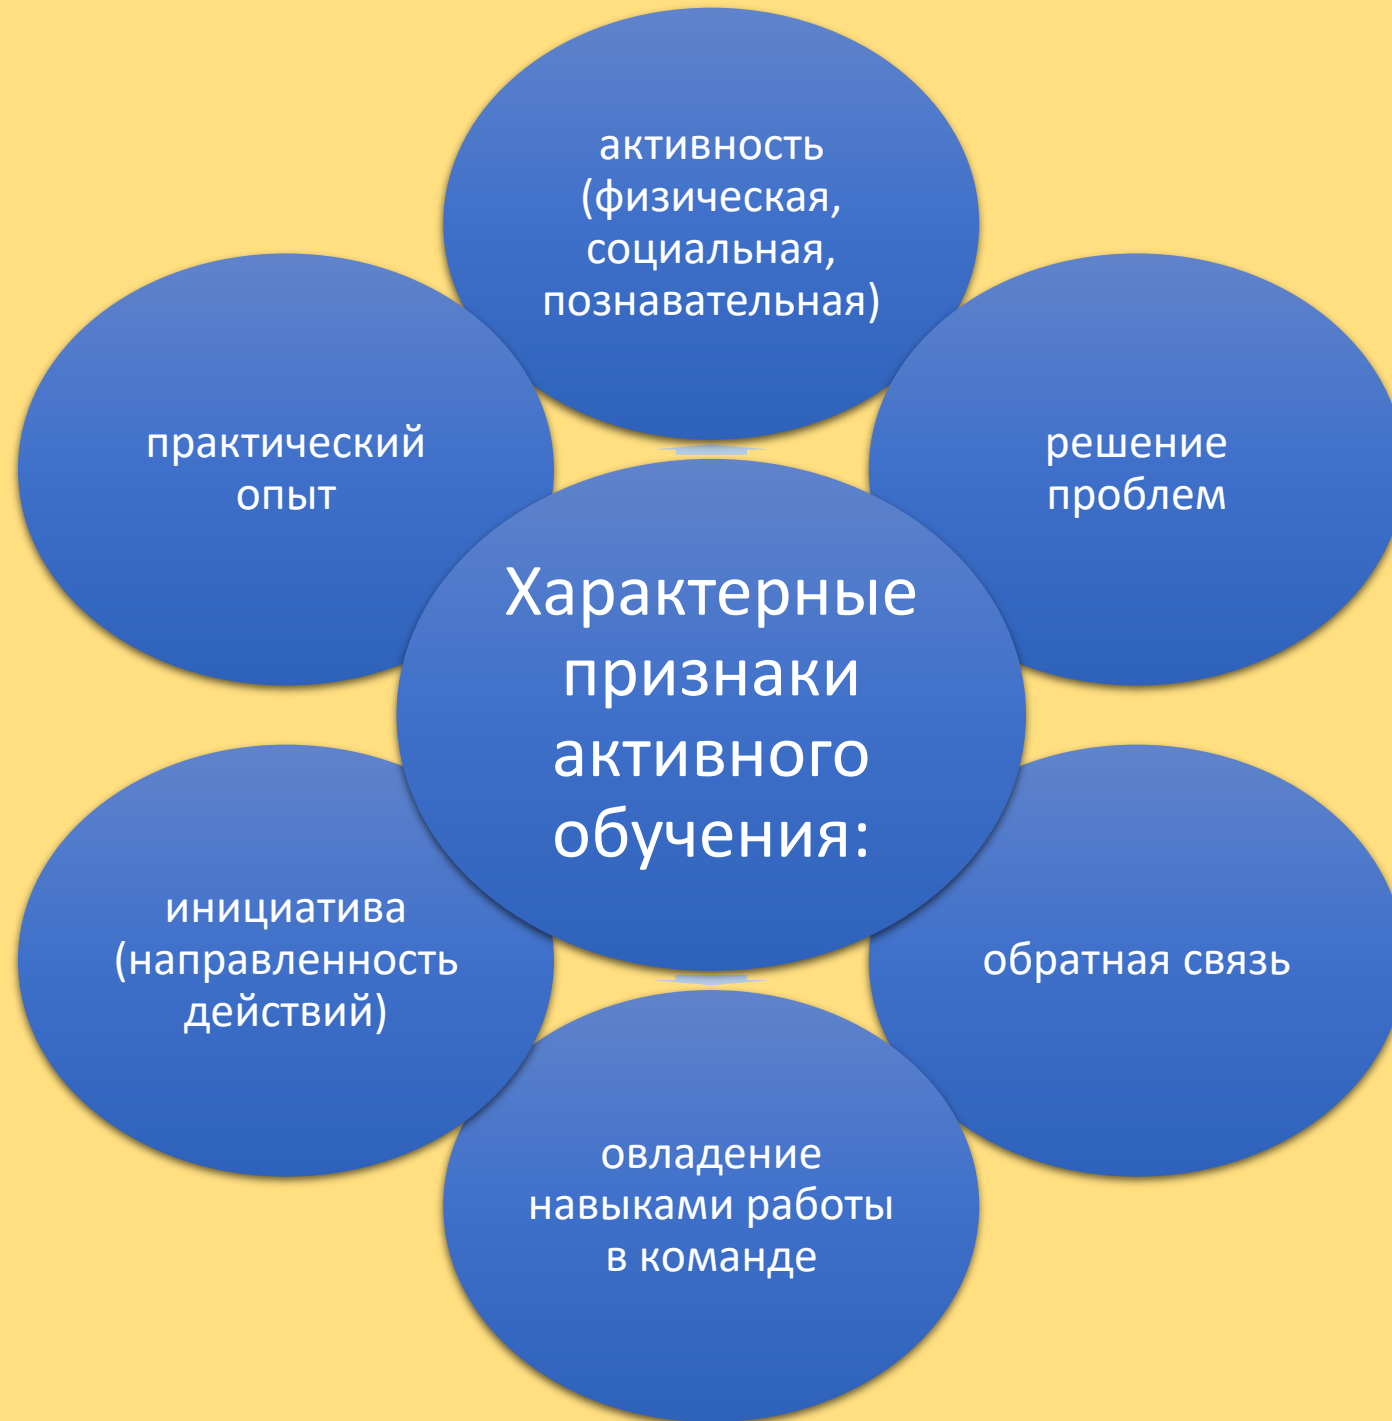 активность
(физическая,
социальная,
познавательная)
практический
опыт
решение
проблем
Характерные
признаки
активного
обучения:
инициатива
(направленность
действий)
обратная связь
овладение
навыками работы
в команде